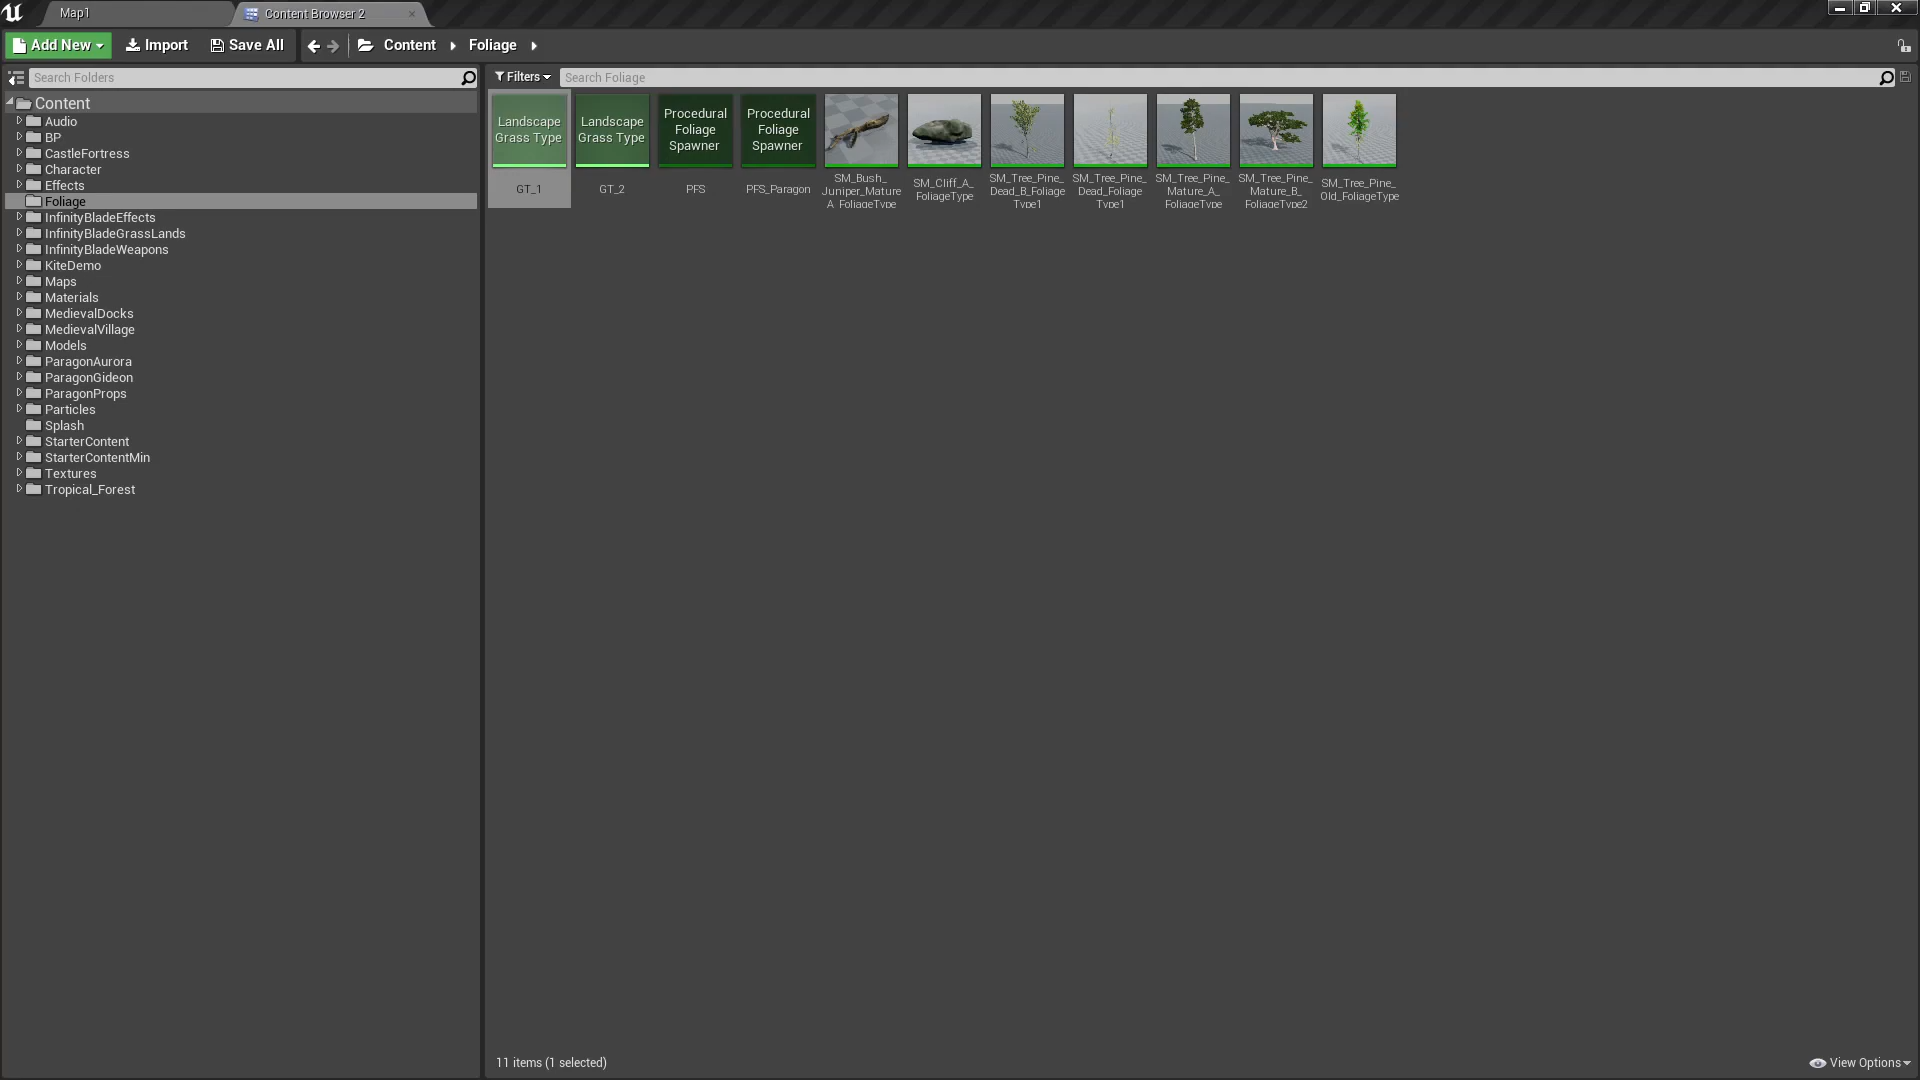 Map1
Content Browser 2
Add New
Import
Save All
Content
Foliage
Search Folders
Filters
Search Foliage
Content
Audio
BP
CastleFortress
Character
Effects
Foliage
InfinityBladeEffects
InfinityBladeGrassLands
InfinityBladeWeapons
KiteDemo
Maps
Materials
MedievalDocks
MedievalVillage
Models
ParagonAurora
ParagonGideon
ParagonProps
Particles
Splash
StarterContent
StarterContentMin
Textures
Tropical_Forest
Landscape
Grass Type
GT_1
Landscape
Grass Type
GT_2
Procedural
Foliage
Spawner
PFS
Procedural
Foliage
Spawner
PFS_Paragon
SM_Bush_
Juniper_Mature
A_FoliageType
SM_Cliff_A_
FoliageType
SM_Tree_Pine_
Dead_B_Foliage
Type1
SM_Tree_Pine_
Dead_Foliage
Type1
SM_Tree_Pine_
Mature_A_
FoliageType
SM_Tree_Pine_
Mature_B_
FoliageType2
SM_Tree_Pine_
Old_FoliageType
11 items (1 selected)
View Options